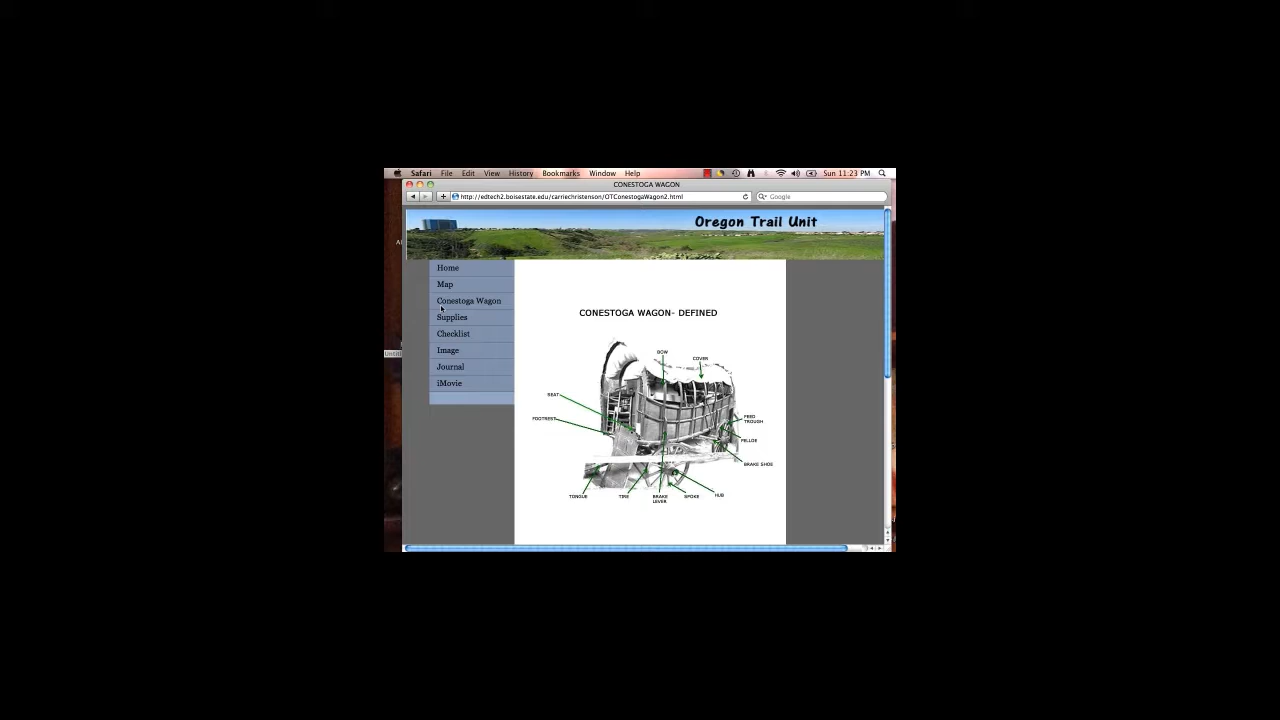 Safari File Edit View History Bookmarks Window Help Sun 11:23 PM
CONESTOGA WAGON
http://edtech2.boisestate.edu/carriechristenson/OTConestogaWagon2.html
Google
Oregon Trail Unit
Home
Map
Conestoga Wagon
Supplies
Checklist
Image
Journal
iMovie
CONESTOGA WAGON- DEFINED
BOW
COVER
SEAT
FOOTREST
FEED
TROUGH
FELLOE
BRAKE SHOE
TONGUE
TIRE
BRAKE
LEVER
SPOKE
HUB